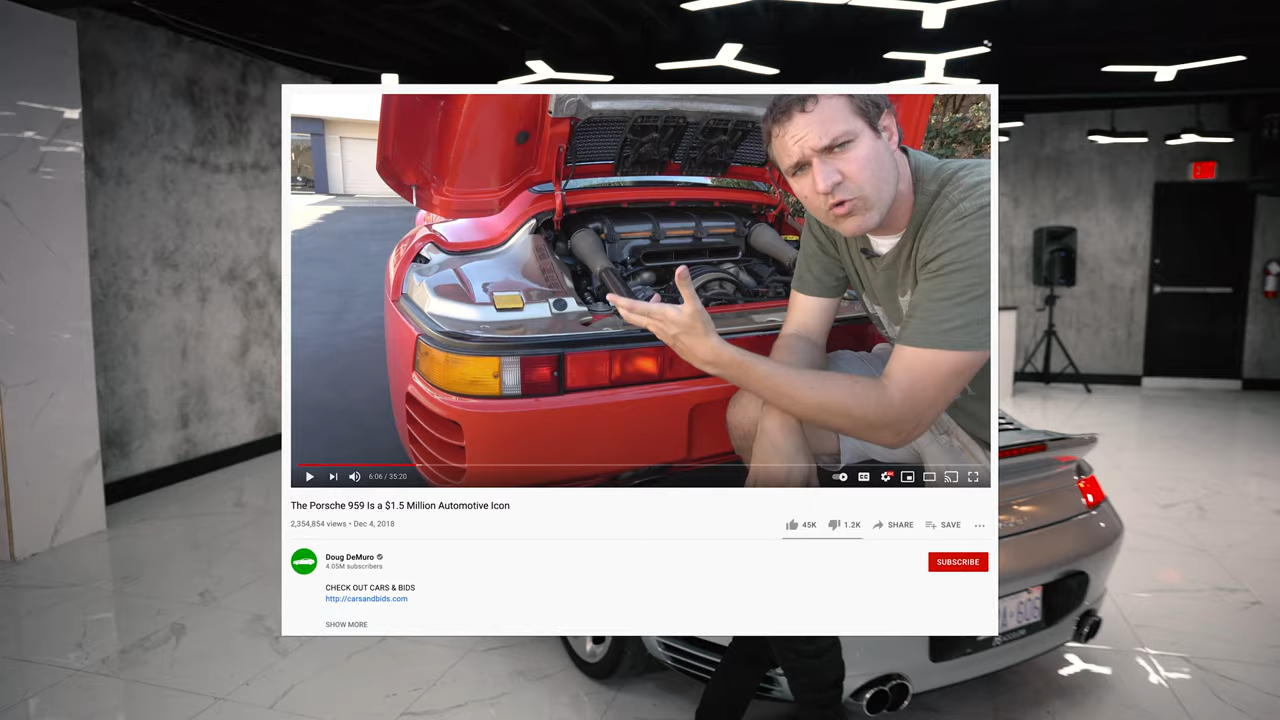 6:06 / 35:20
The Porsche 959 Is a $1.5 Million Automotive Icon
2,354,854 views • Dec 4, 2018
45K
1.2K
SHARE
SAVE
Doug DeMuro
4.05M subscribers
SUBSCRIBE
CHECK OUT CARS & BIDS
http://carsandbids.com
SHOW MORE